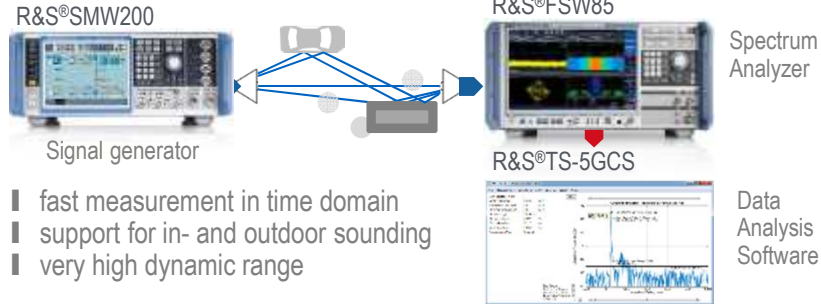 R&S®SMW200
R&S®FSW85
Spectrum
Analyzer
Signal generator
R&S®TS-5GCS
fast measurement in time domain
support for in- and outdoor sounding
very high dynamic range
Data
Analysis
Software